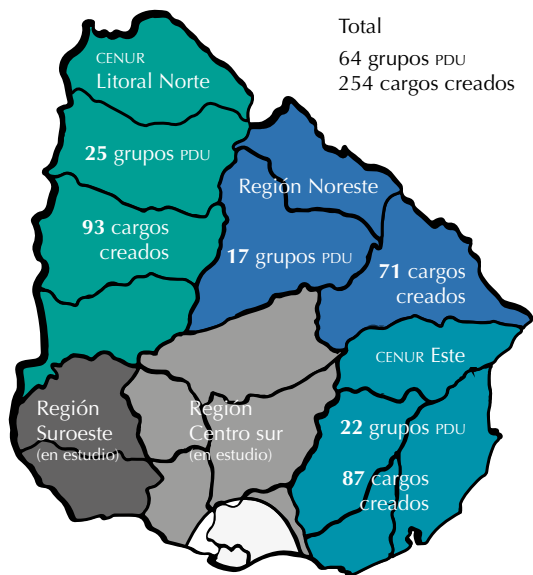 Total
64 grupos PDU
254 cargos creados
CENUR
Litoral Norte
25 grupos PDU
93 cargos
creados
Región Noreste
17 grupos PDU
71 cargos
creados
CENUR Este
22 grupos PDU
87 cargos
creados
Región
Suroeste
(en estudio)
Región
Centro sur
(en estudio)